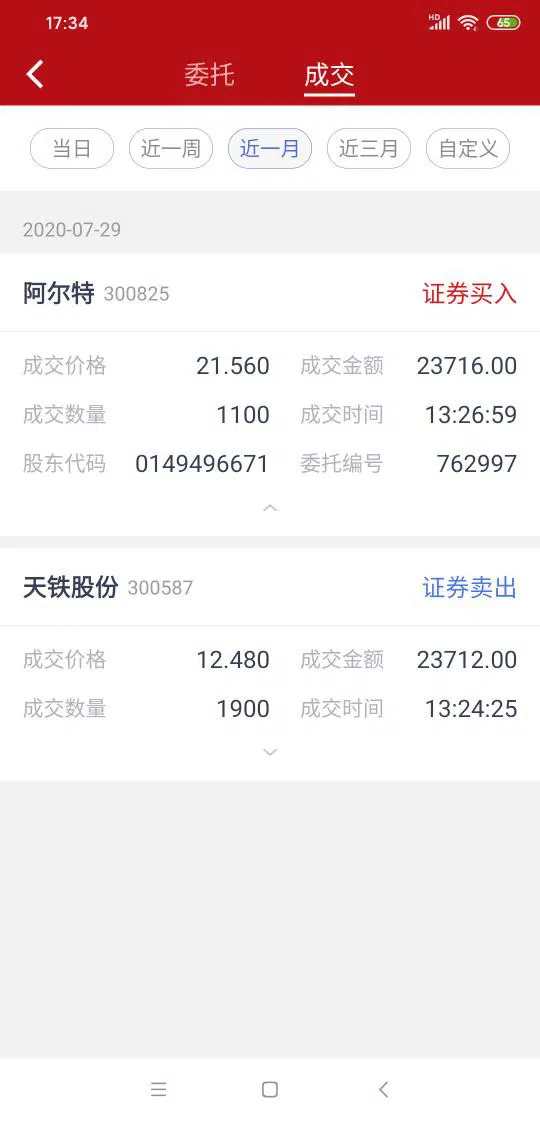 17:34 HD 65
委托 成交
当日 近一周 近一月 近三月 自定义
2020-07-29
阿尔特 300825 证券买入
成交价格 21.560 成交金额 23716.00
成交数量 1100 成交时间 13:26:59
股东代码 0149496671 委托编号 762997
天铁股份 300587 证券卖出
成交价格 12.480 成交金额 23712.00
成交数量 1900 成交时间 13:24:25